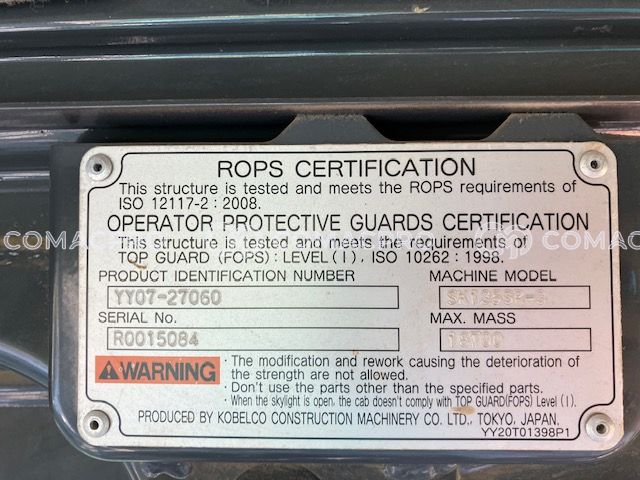 ROPS CERTIFICATION
This structure is tested and meets the ROPS requirements of
ISO 12117-2 : 2008.
OPERATOR PROTECTIVE GUARDS CERTIFICATION
This structure is tested and meets the requirements of
TOP GUARD (FOPS) : LEVEL ( I ) , ISO 10262 : 1998.
PRODUCT IDENTIFICATION NUMBER MACHINE MODEL
YY07-27060
SERIAL No. MAX. MASS
R0015084
WARNING
· The modification and rework causing the deterioration of
the strength are not allowed.
· Don't use the parts other than the specified parts.
· When the skylight is open, the cab doesn't comply with TOP GUARD(FOPS) Level ( I ) .
PRODUCED BY KOBELCO CONSTRUCTION MACHINERY CO. LTD., TOKYO, JAPAN.
YY20T01398P1